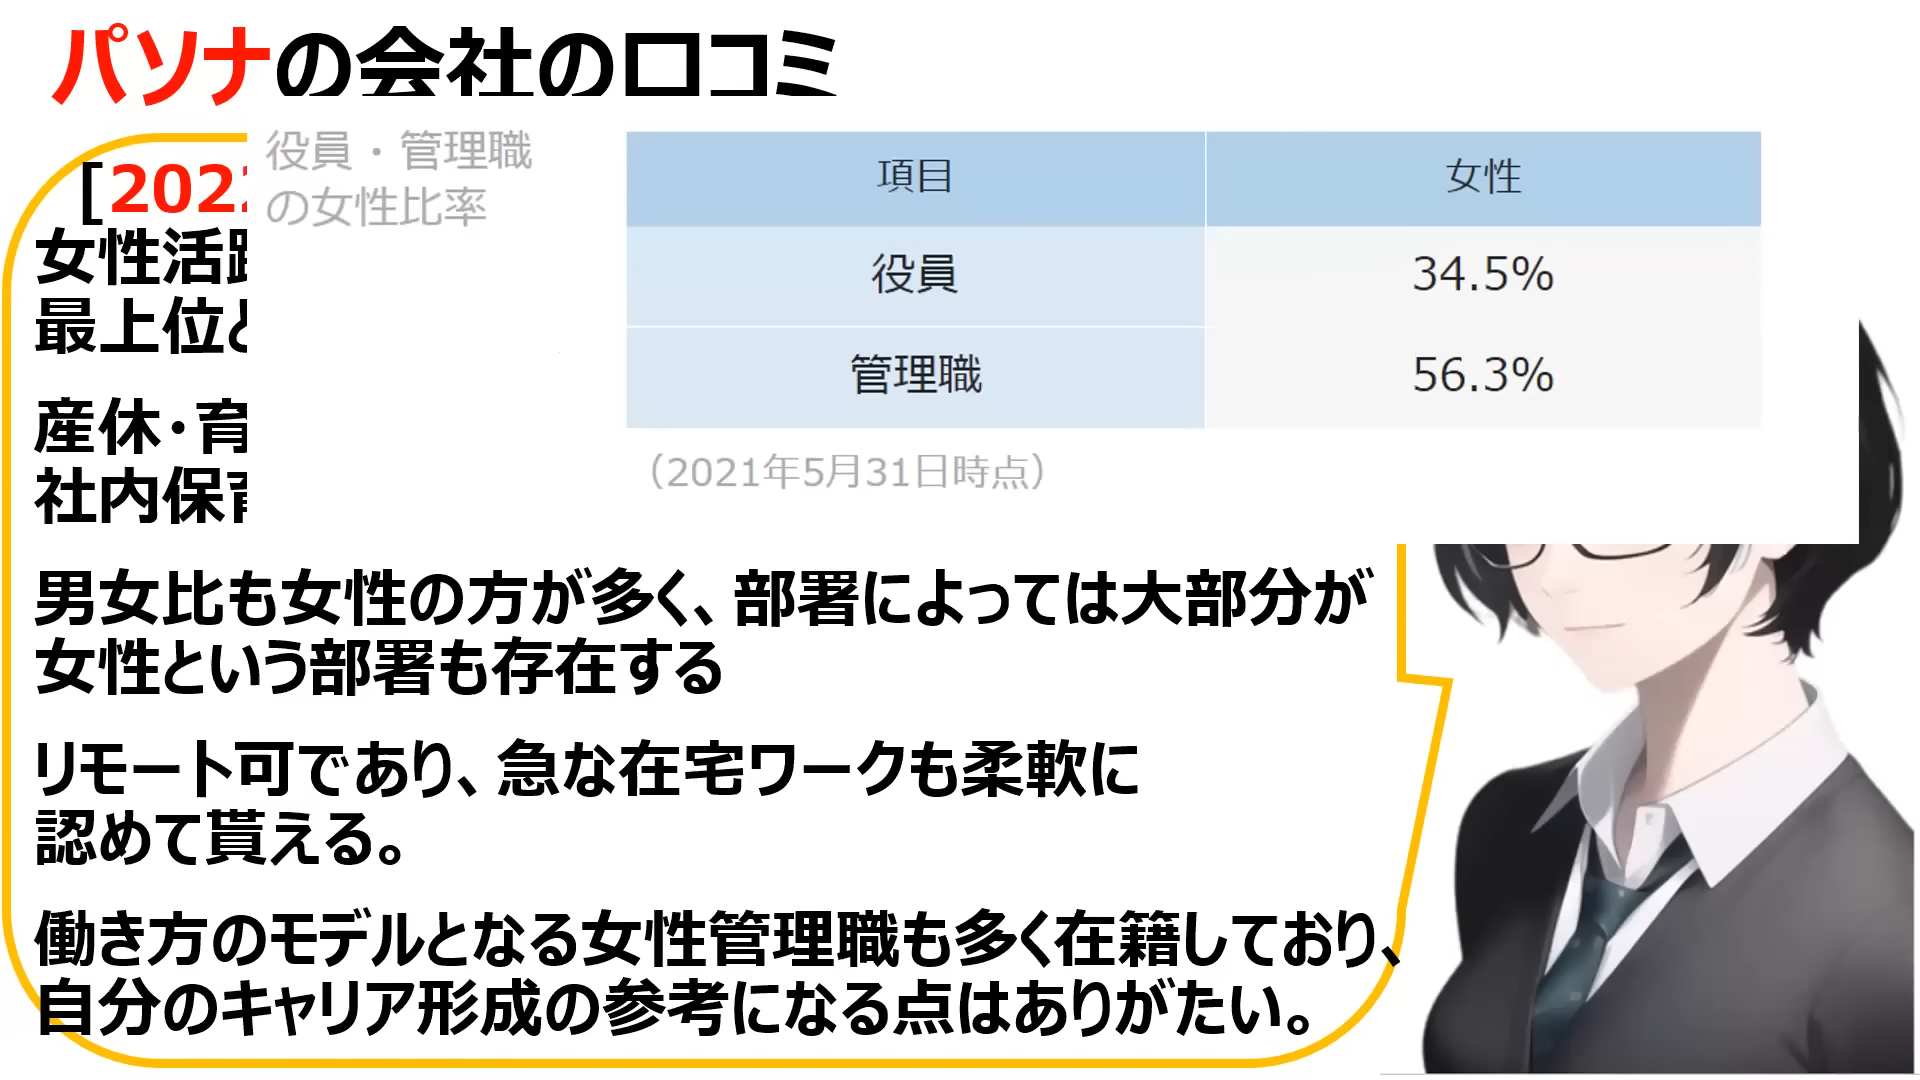 パソナの会社の口コミ
役員・管理職
の女性比率
項目 女性
役員 34.5%
管理職 56.3%
（2021年5月31日時点）
[202
女性活
最上位と
産休・育
社内保育
男女比も女性の方が多く、部署によっては大部分が
女性という部署も存在する
リモート可であり、急な在宅ワークも柔軟に
認めて貰える。
働き方のモデルとなる女性管理職も多く在籍しており、
自分のキャリア形成の参考になる点はありがたい。